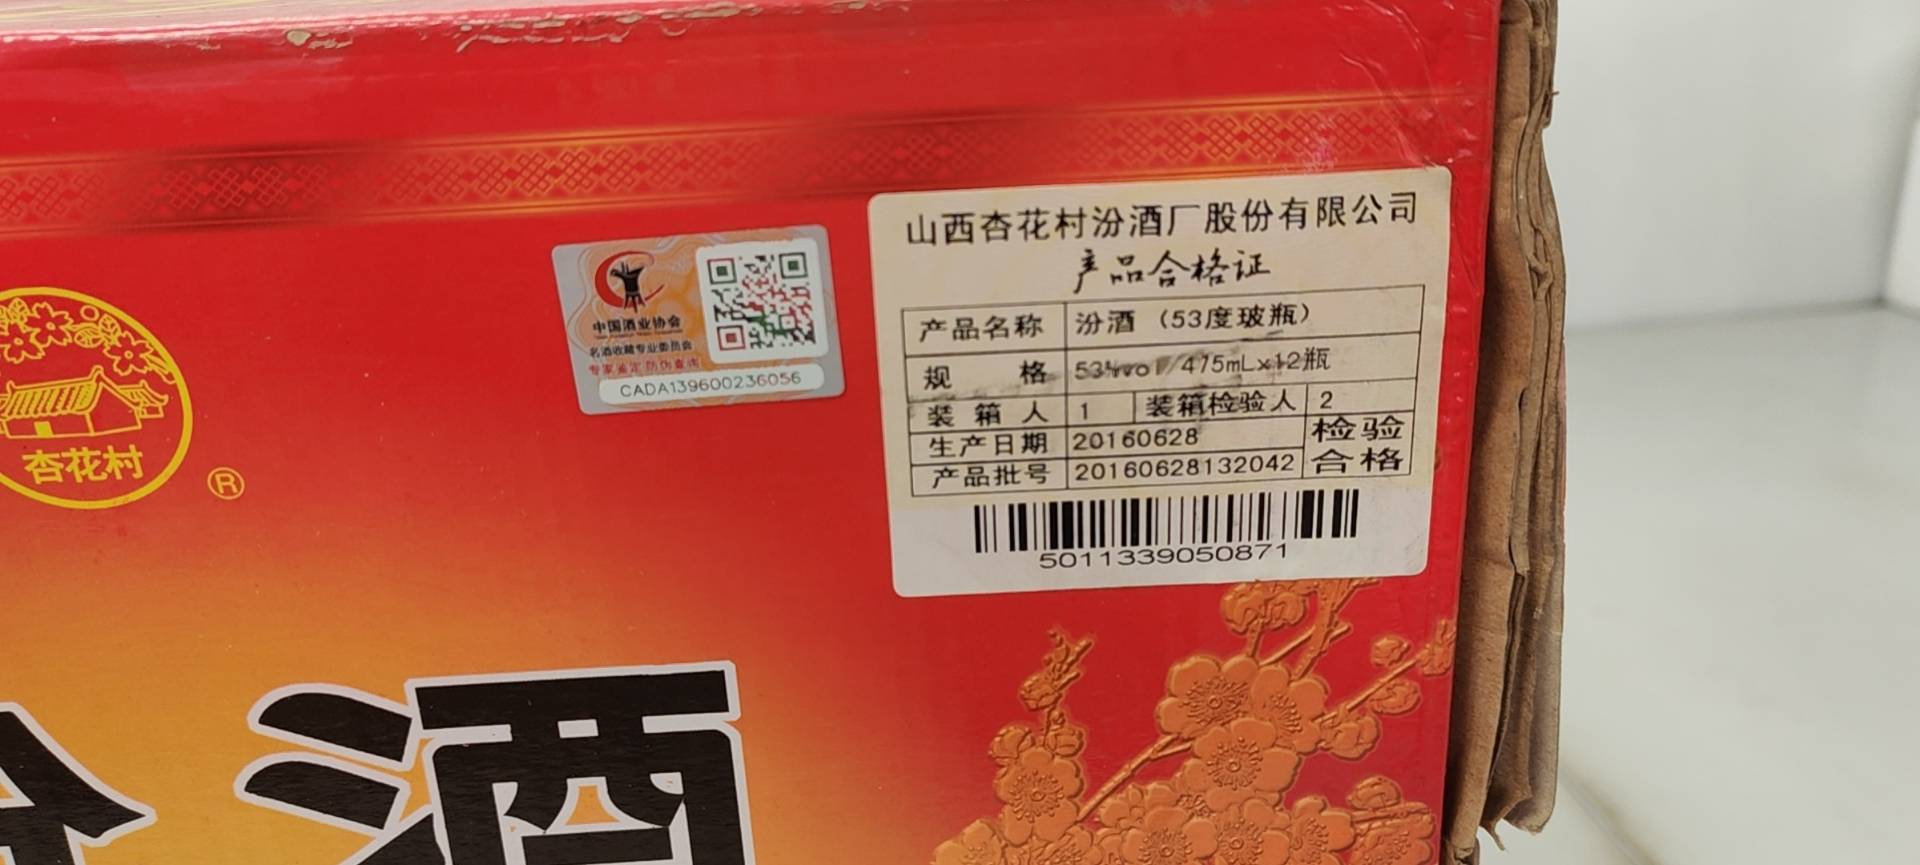 杏花村
®
中国酒业协会
名酒收藏专业委员会
专家鉴定 防伪查询
CADA139600236056
山西杏花村汾酒厂股份有限公司
产品合格证
产品名称 汾酒（53度玻瓶）
规格 53%vol/475mL×12瓶
装箱人 1 装箱检验人 2
生产日期 20160628 检验
产品批号 20160628132042 合格
5011339050871
汾酒